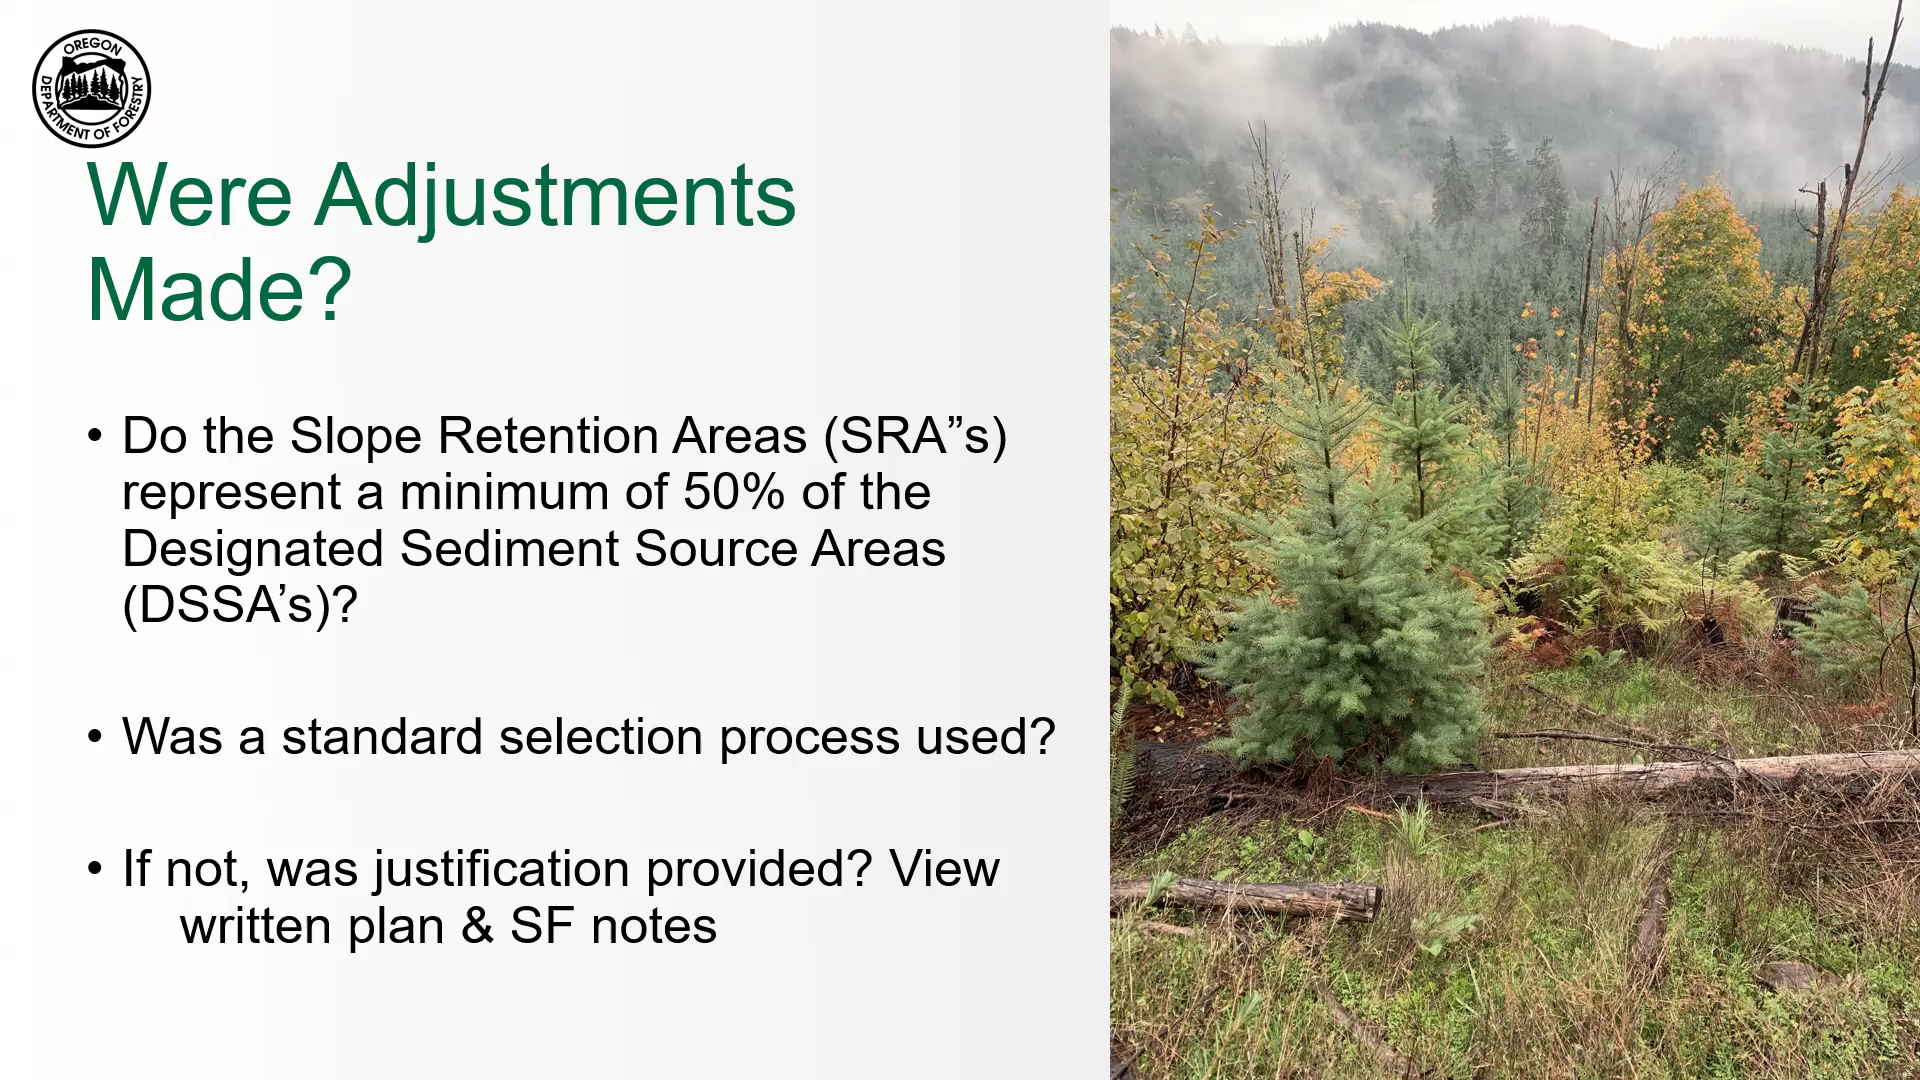 OREGON
DEPARTMENT OF FORESTRY
Were Adjustments
Made?
• Do the Slope Retention Areas (SRA”s)
represent a minimum of 50% of the
Designated Sediment Source Areas
(DSSA’s)?
• Was a standard selection process used?
• If not, was justification provided? View
written plan & SF notes